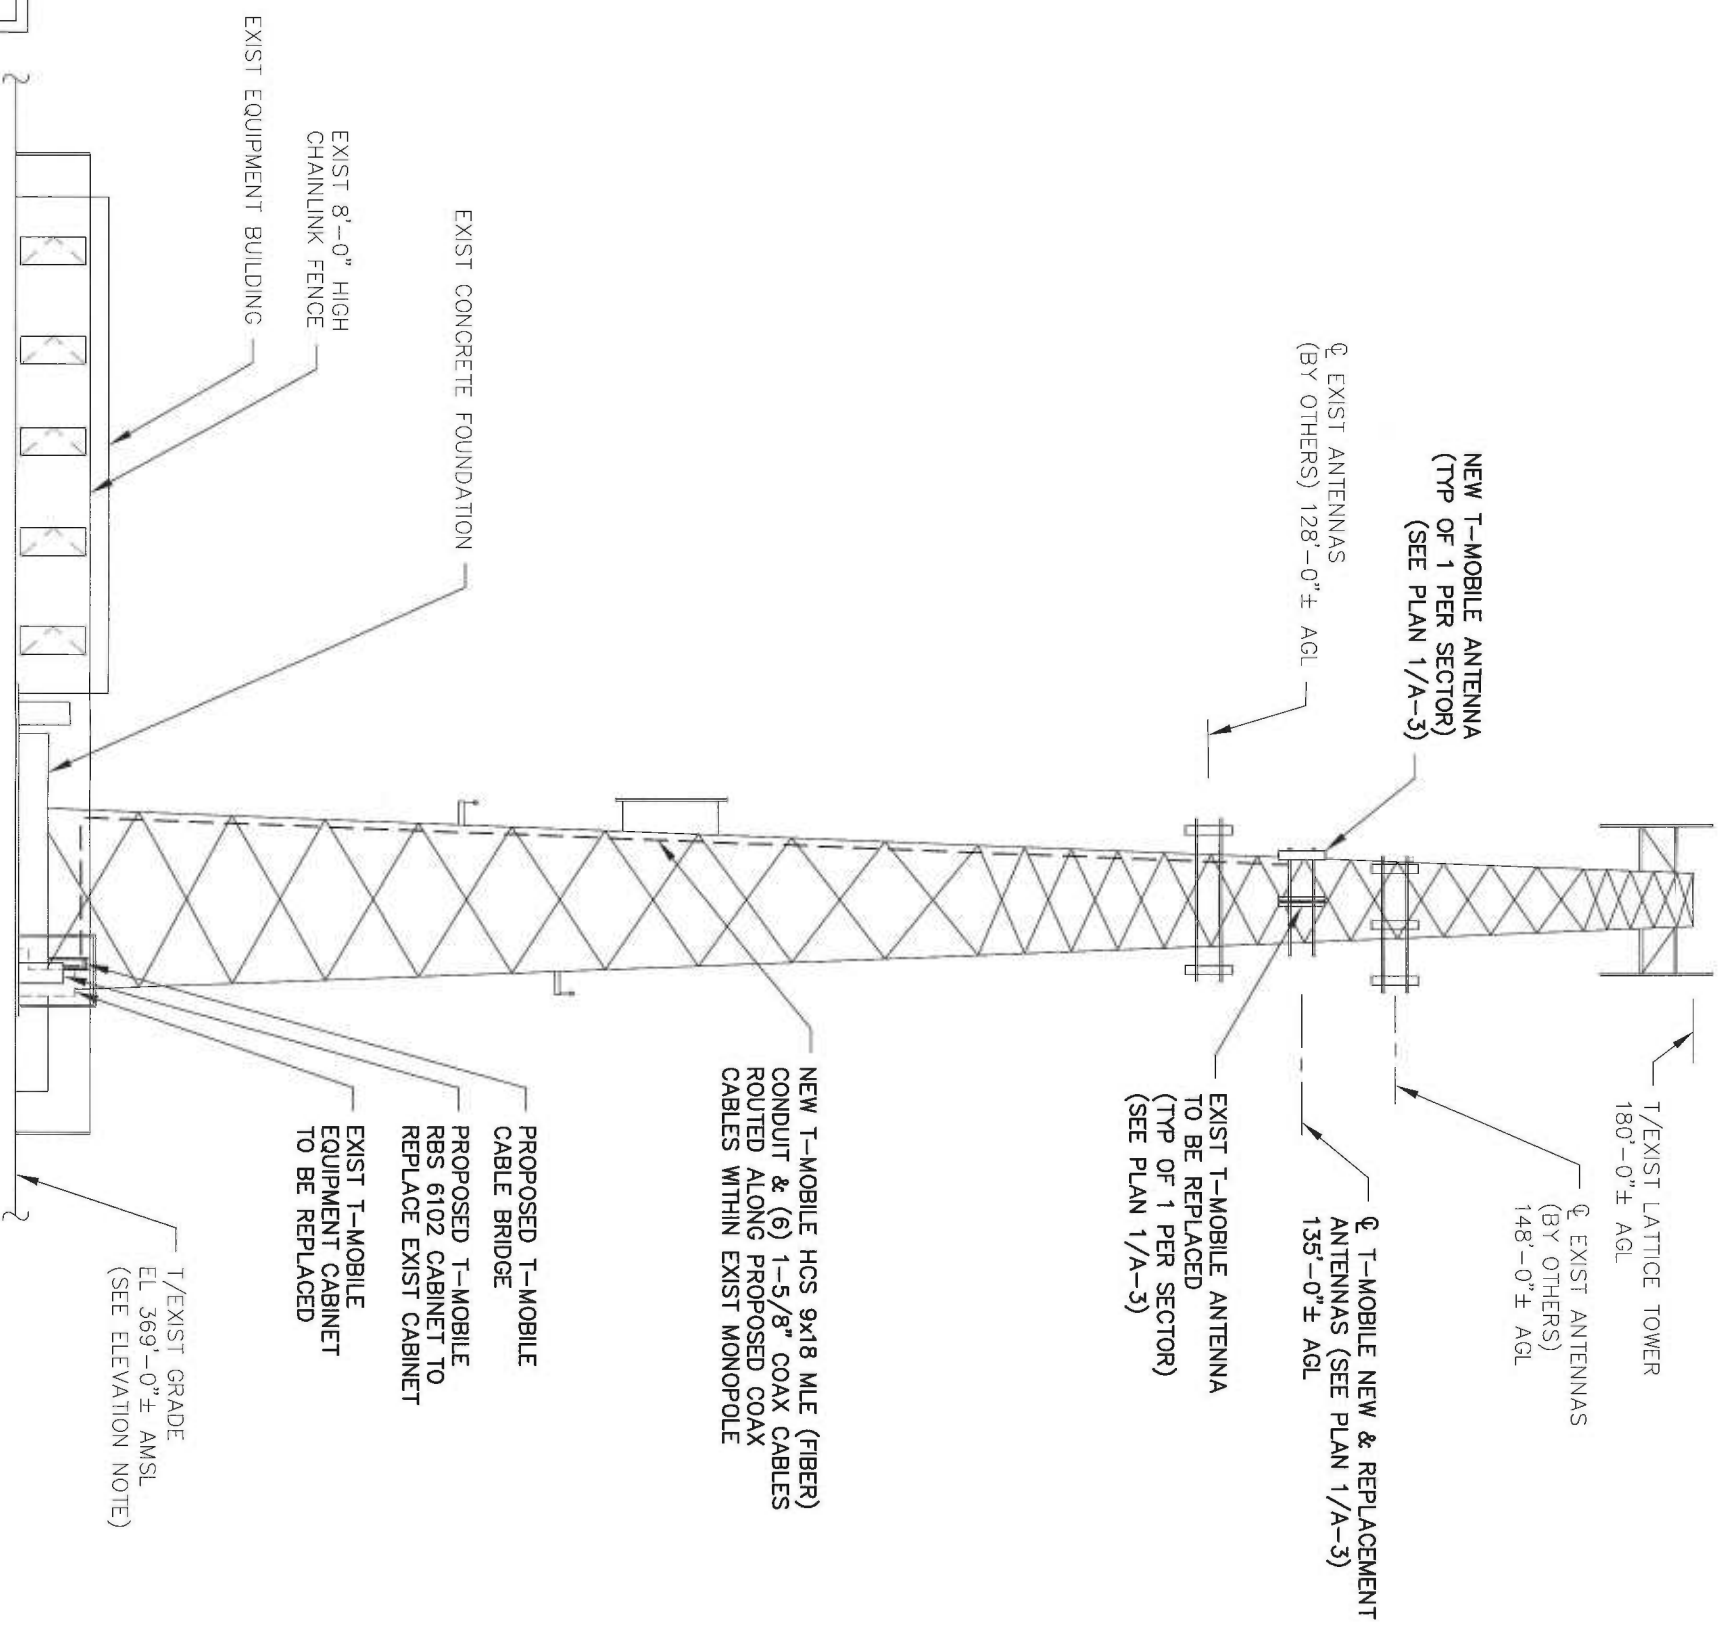 T/EXIST LATTICE TOWER
180'-0"± AGL
℄ EXIST ANTENNAS
(BY OTHERS)
148'-0"± AGL
NEW T-MOBILE ANTENNA
(TYP OF 1 PER SECTOR)
(SEE PLAN 1/A-3)
℄ T-MOBILE NEW & REPLACEMENT
ANTENNAS (SEE PLAN 1/A-3)
135'-0"± AGL
℄ EXIST ANTENNAS
(BY OTHERS) 128'-0"± AGL
EXIST T-MOBILE ANTENNA
TO BE REPLACED
(TYP OF 1 PER SECTOR)
(SEE PLAN 1/A-3)
NEW T-MOBILE HCS 9x18 MLE (FIBER)
CONDUIT & (6) 1-5/8" COAX CABLES
ROUTED ALONG PROPOSED COAX
CABLES WITHIN EXIST MONOPOLE
EXIST CONCRETE FOUNDATION
PROPOSED T-MOBILE
CABLE BRIDGE
PROPOSED T-MOBILE
RBS 6102 CABINET TO
REPLACE EXIST CABINET
EXIST 8'-0" HIGH
CHAINLINK FENCE
EXIST T-MOBILE
EQUIPMENT CABINET
TO BE REPLACED
EXIST EQUIPMENT BUILDING
T/EXIST GRADE
EL 369'-0"± AMSL
(SEE ELEVATION NOTE)